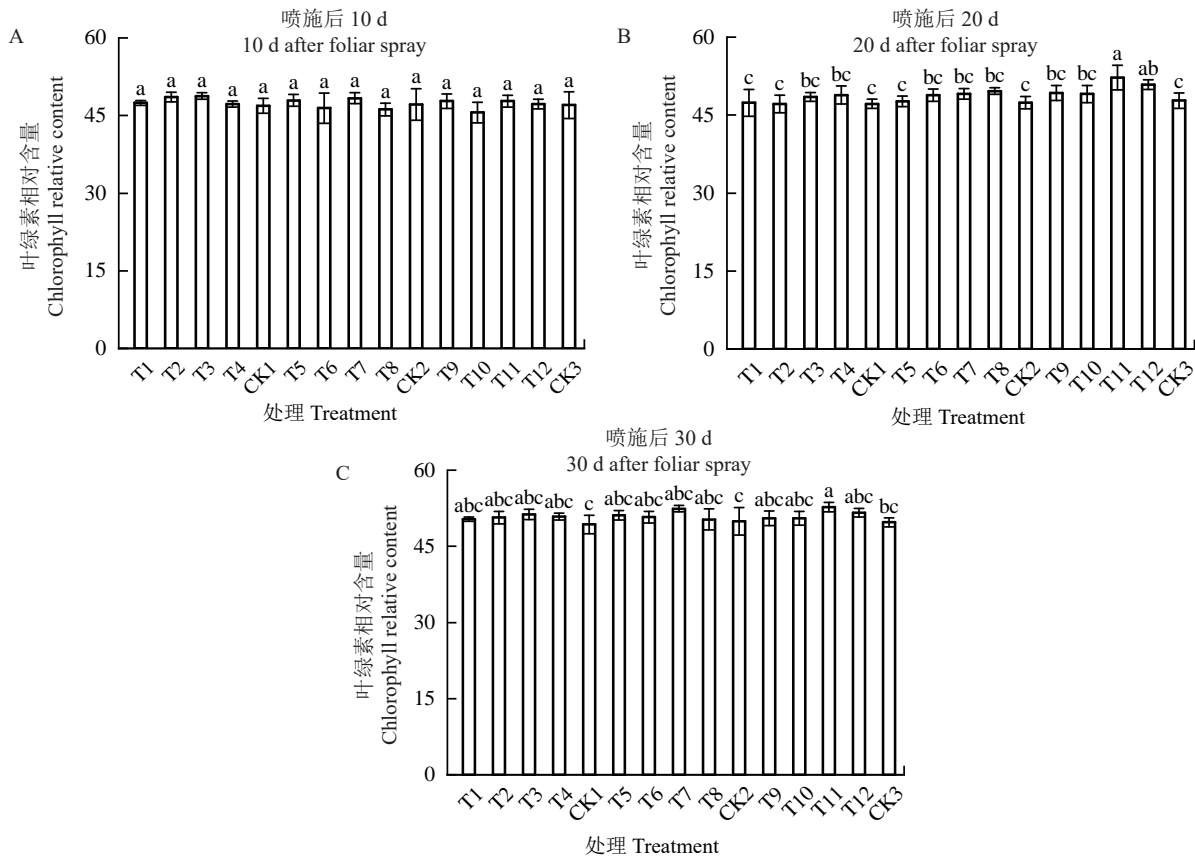 A
喷施后 10 d
10 d after foliar spray
叶绿素相对含量
Chlorophyll relative content
60
45
30
15
0
a a a a a a a a a a a a a a a
T1 T2 T3 T4 CK1 T5 T6 T7 T8 CK2 T9 T10 T11 T12 CK3
处理 Treatment
B
喷施后 20 d
20 d after foliar spray
叶绿素相对含量
Chlorophyll relative content
60
45
30
15
0
c c bc bc c c bc bc bc c bc bc a ab c
T1 T2 T3 T4 CK1 T5 T6 T7 T8 CK2 T9 T10 T11 T12 CK3
处理 Treatment
C
喷施后 30 d
30 d after foliar spray
叶绿素相对含量
Chlorophyll relative content
60
45
30
15
0
abc abc abc abc c abc abc abc abc c abc abc a abc bc
T1 T2 T3 T4 CK1 T5 T6 T7 T8 CK2 T9 T10 T11 T12 CK3
处理 Treatment